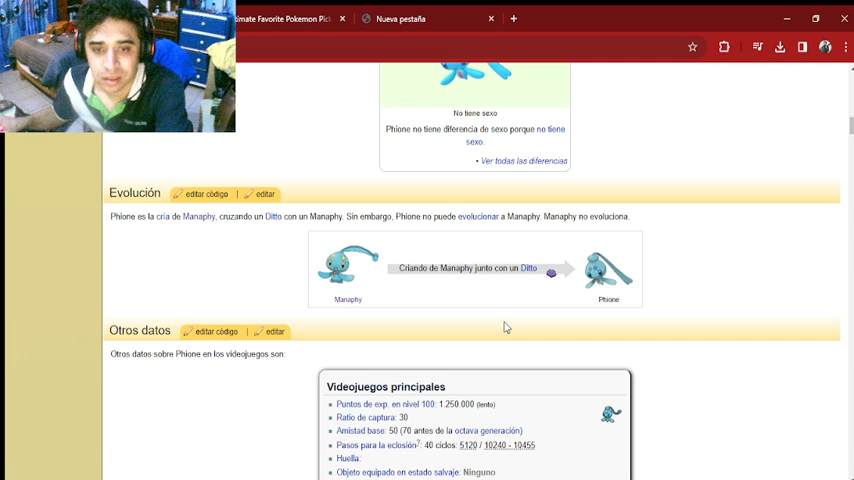 timate Favorite Pokemon Pick
Nueva pestaña
No tiene sexo
Phione no tiene diferencia de sexo porque no tiene
sexo.
• Ver todas las diferencias
Evolución editar código | editar
Phione es la cría de Manaphy, cruzando un Ditto con un Manaphy. Sin embargo, Phione no puede evolucionar a Manaphy. Manaphy no evoluciona.
Criando de Manaphy junto con un Ditto
Manaphy
Phione
Otros datos editar código | editar
Otros datos sobre Phione en los videojuegos son:
Videojuegos principales
Puntos de exp. en nivel 100: 1.250.000 (lento)
Ratio de captura: 30
Amistad base: 50 (70 antes de la octava generación)
Pasos para la eclosión?: 40 ciclos: 5120 / 10240 - 10455
Huella:
Objeto equipado en estado salvaje: Ninguno